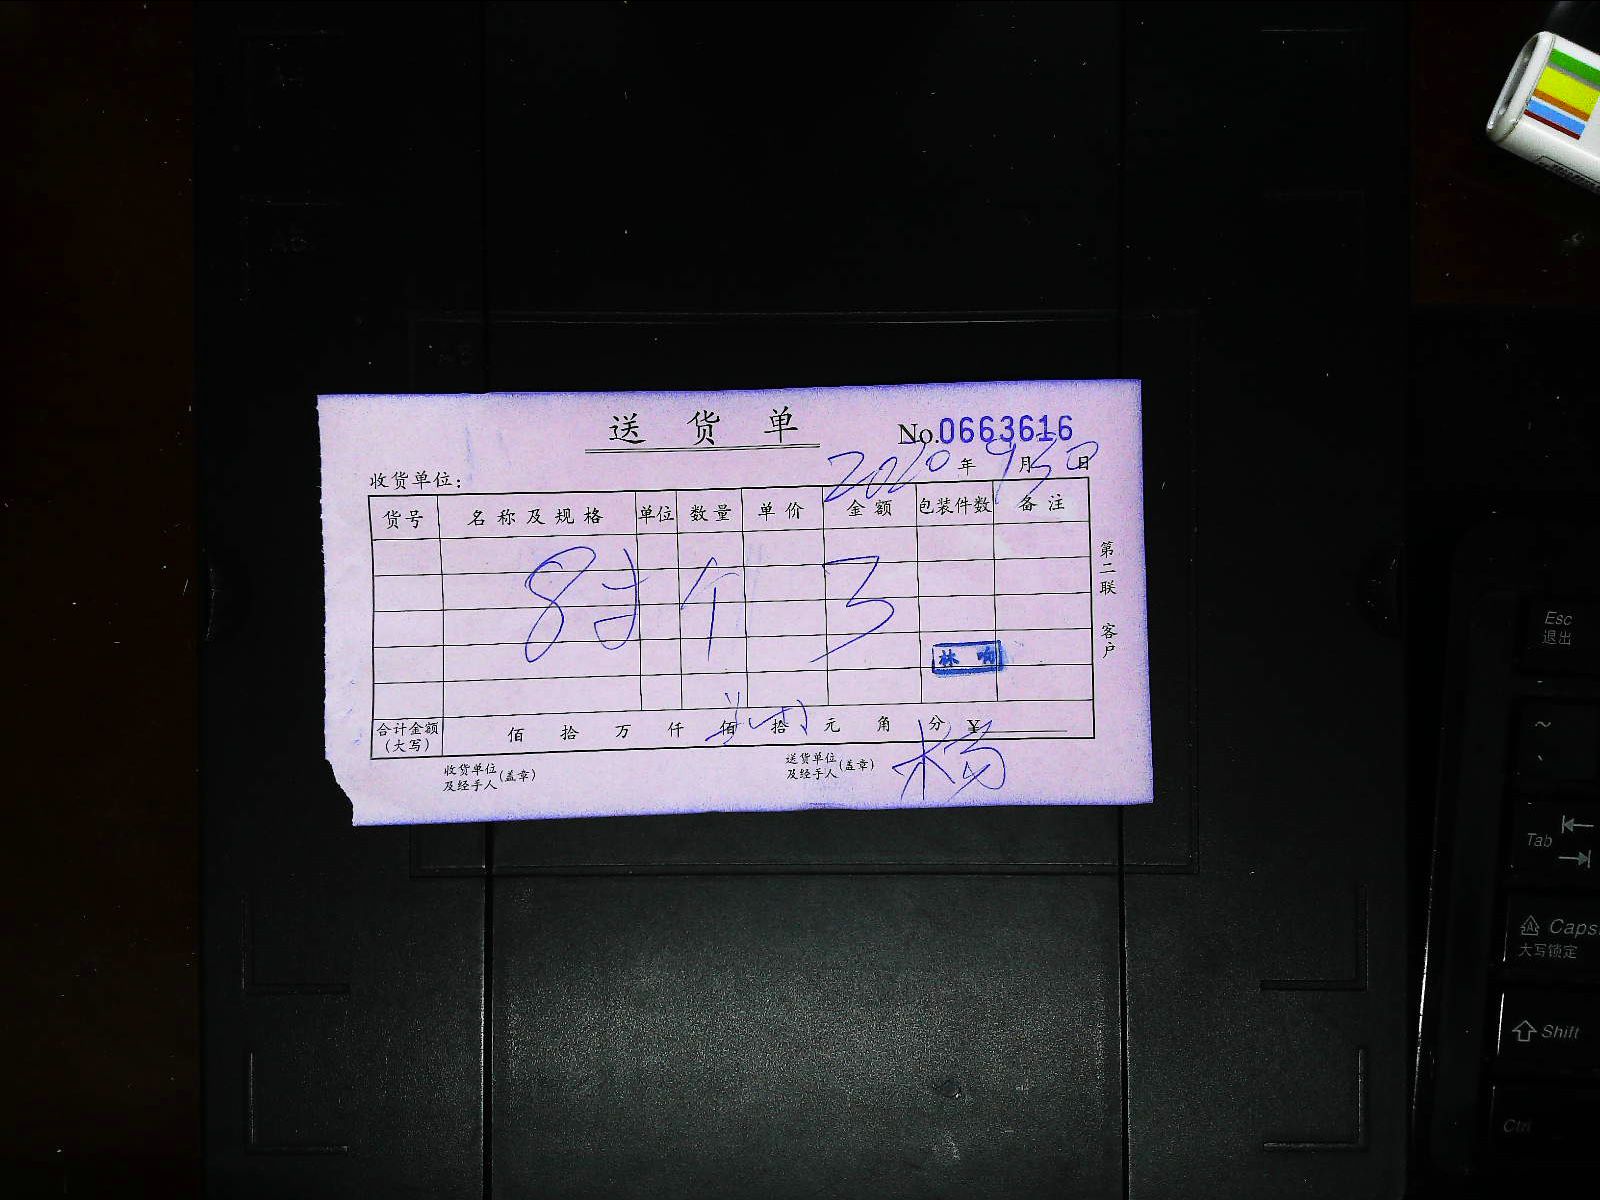 送 货 单
No.0663616
收货单位：
2020 年 9 月 30 日
货号 名称及规格 单位 数量 单价 金额 包装件数 备注
8寸 个 3
林 响
合计金额（大写） 佰 拾 万 仟 佰 拾 元 角 分 ¥
收货单位及经手人（盖章） 送货单位及经手人（盖章） 杨
第二联 客户
Esc
退出
~
Tab
Caps
大写锁定
Shift
Ctrl